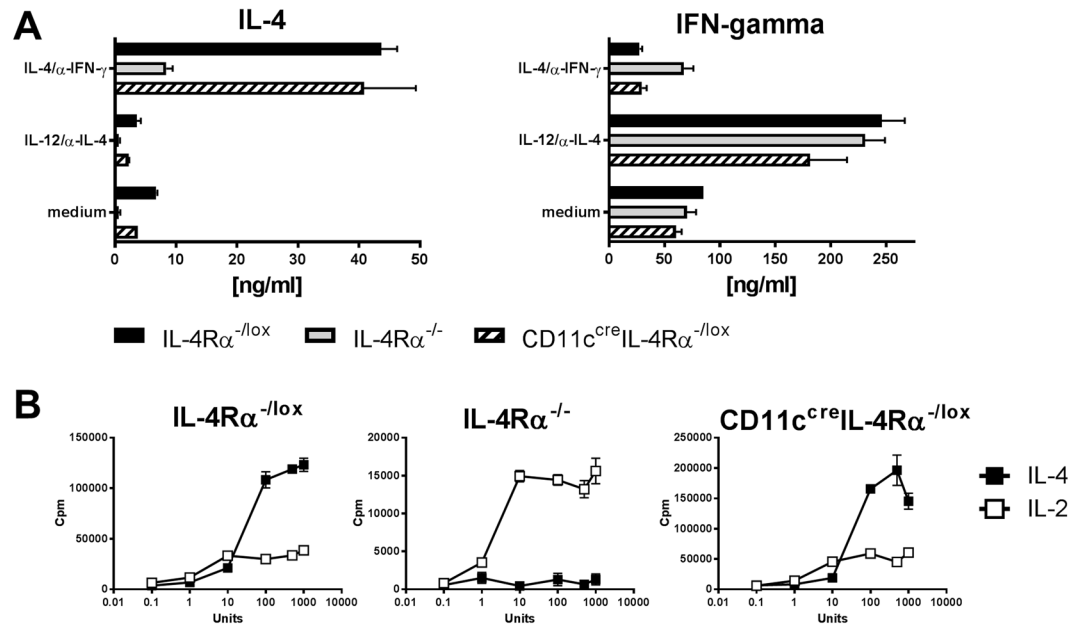 A
IL-4
IFN-gamma
IL-4/α-IFN-γ
IL-12/α-IL-4
medium
0 10 20 30 40 50
[ng/ml]
IL-4/α-IFN-γ
IL-12/α-IL-4
medium
0 50 100 150 200 250
[ng/ml]
IL-4Rα-/lox
IL-4Rα-/-
CD11ccreIL-4Rα-/lox
B
IL-4Rα-/lox
150000
100000
50000
0
Cpm
0.01 0.1 1 10 100 1000 10000
Units
IL-4Rα-/-
20000
15000
10000
5000
0
Cpm
0.01 0.1 1 10 100 1000 10000
Units
CD11ccreIL-4Rα-/lox
250000
200000
150000
100000
50000
0
Cpm
0.01 0.1 1 10 100 1000 10000
Units
IL-4
IL-2